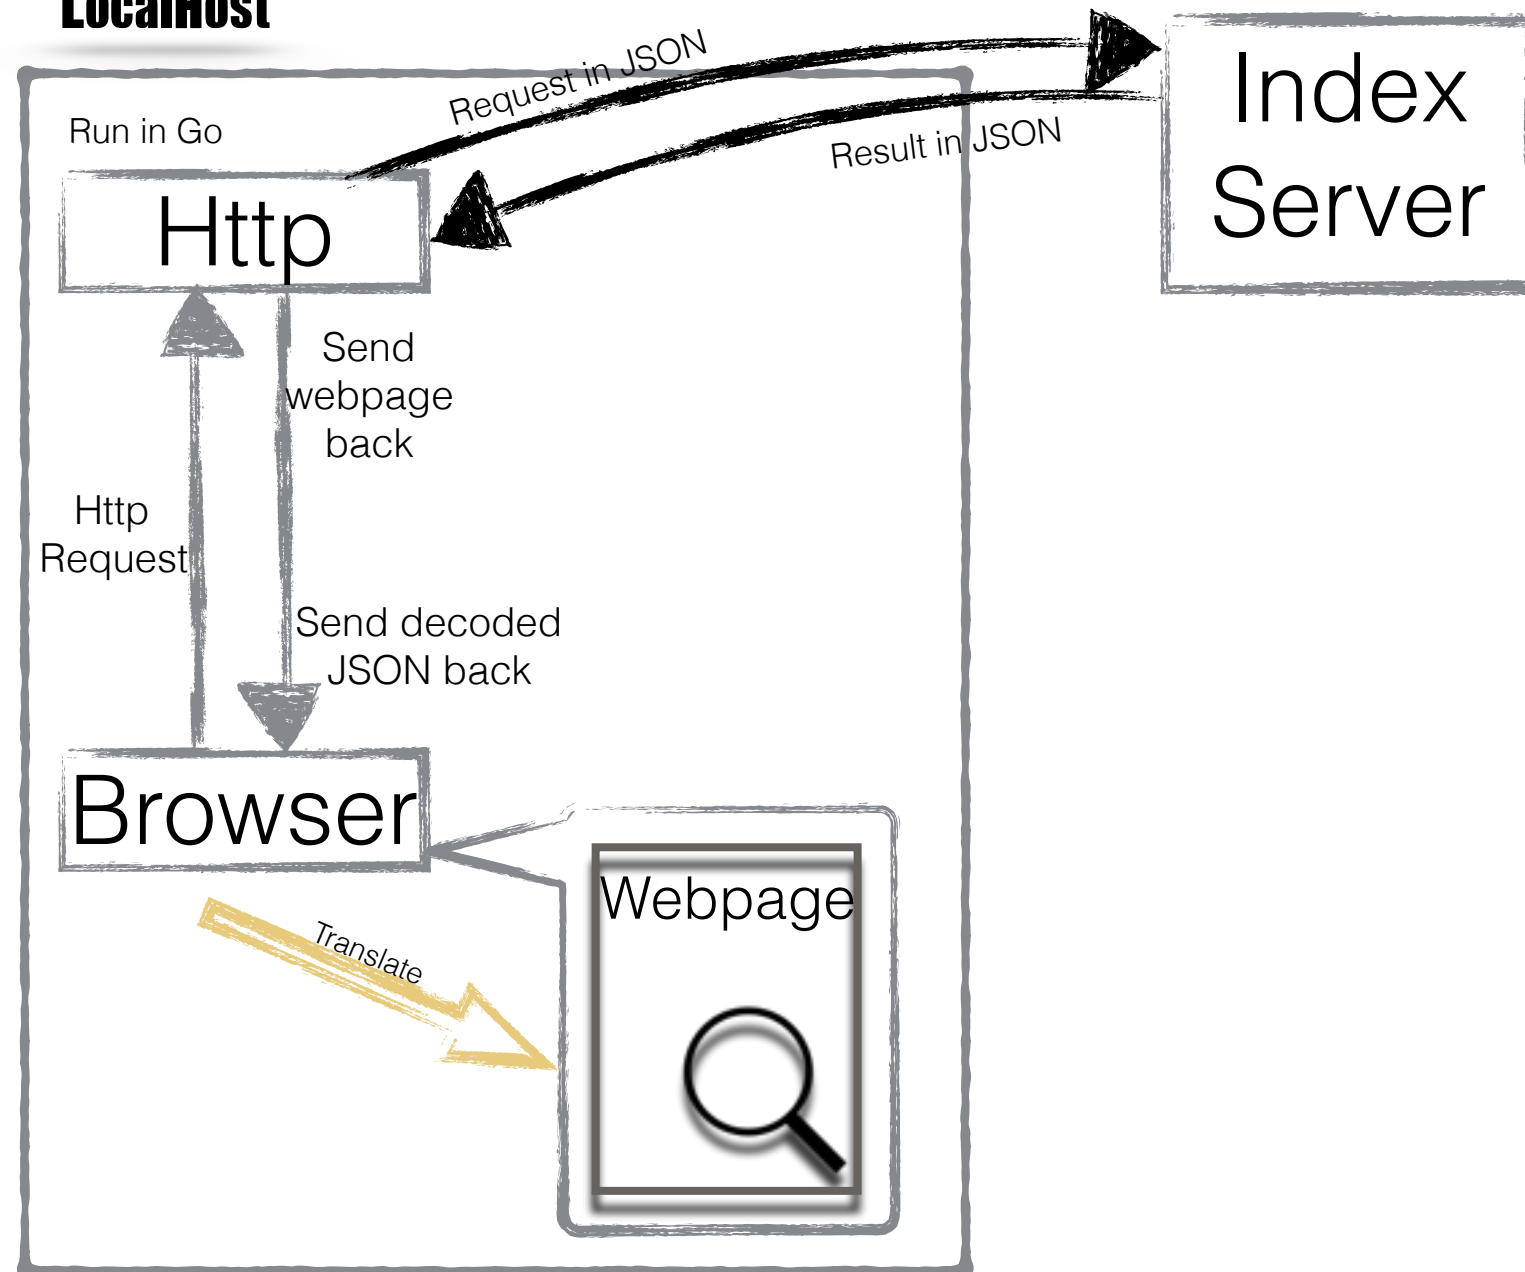 LocalHost
Request in JSON
Index
Server
Run in Go
Result in JSON
Http
Send
webpage
back
Http
Request
Send decoded
JSON back
Browser
Webpage
Translate